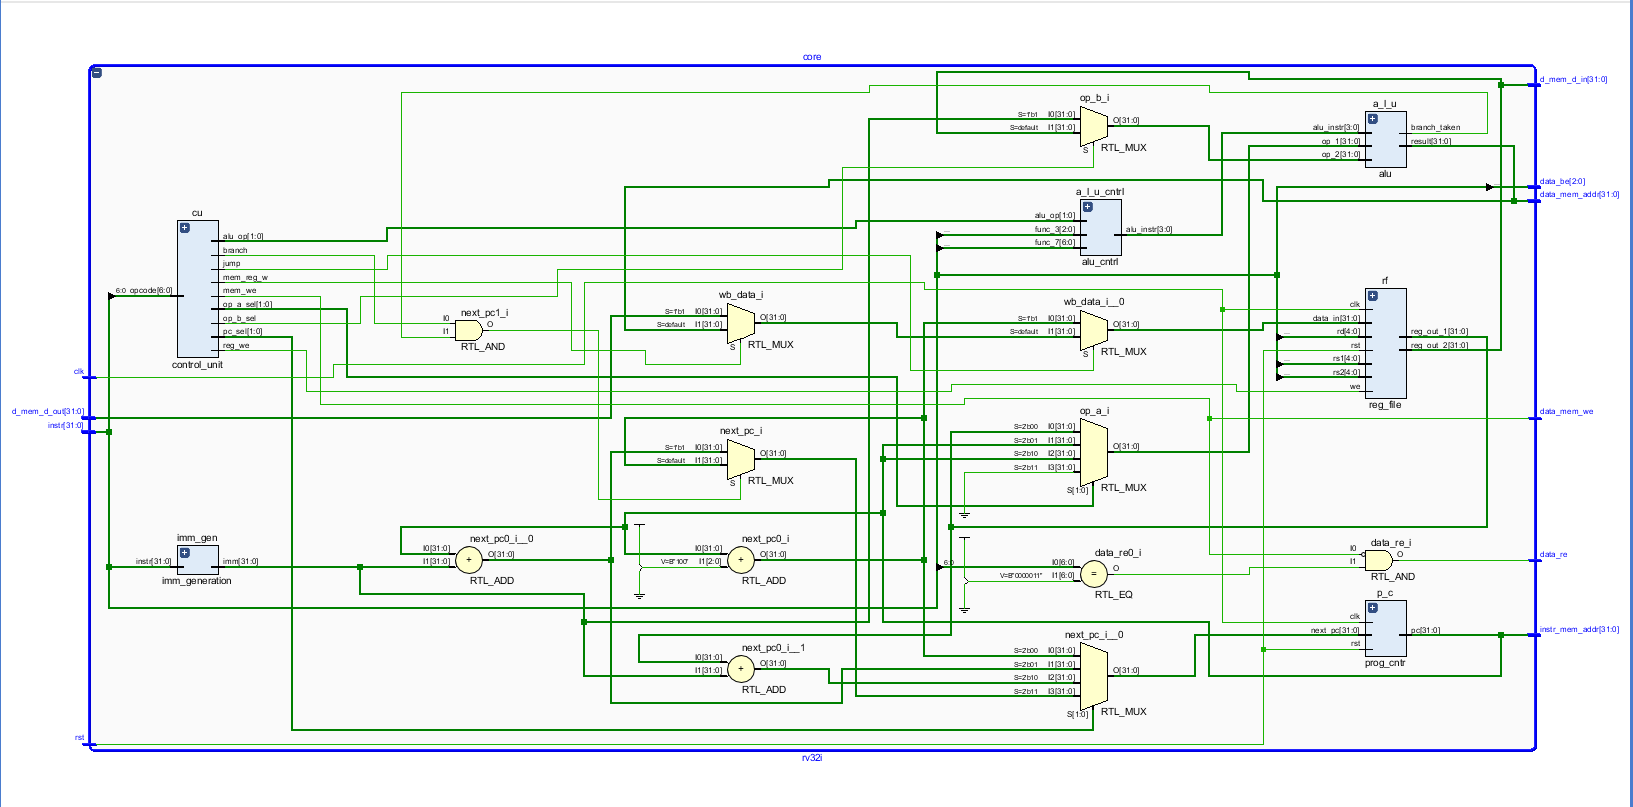 core
d_mem_d_in[31:0]
op_b_i
S=1'b1 I0[31:0]
S=default I1[31:0]
O[31:0]
S
RTL_MUX
a_l_u
alu_instr[3:0]
op_1[31:0]
op_2[31:0]
branch_taken
result[31:0]
alu
data_be[2:0]
data_mem_addr[31:0]
a_l_u_cntrl
alu_op[1:0]
func_3[2:0]
func_7[6:0]
alu_instr[3:0]
alu_cntrl
cu
6:0 opcode[6:0]
alu_op[1:0]
branch
jump
mem_reg_w
mem_we
op_a_sel[1:0]
op_b_sel
pc_sel[1:0]
reg_we
control_unit
next_pc1_i
I0
I1
O
RTL_AND
wb_data_i
S=1'b1 I0[31:0]
S=default I1[31:0]
O[31:0]
S
RTL_MUX
wb_data_i__0
S=1'b1 I0[31:0]
S=default I1[31:0]
O[31:0]
S
RTL_MUX
rf
clk
data_in[31:0]
rd[4:0]
rst
rs1[4:0]
rs2[4:0]
we
reg_out_1[31:0]
reg_out_2[31:0]
reg_file
clk
d_mem_d_out[31:0]
instr[31:0]
data_mem_we
next_pc_i
S=1'b1 I0[31:0]
S=default I1[31:0]
O[31:0]
S
RTL_MUX
op_a_i
S=2'b00 I0[31:0]
S=2'b01 I1[31:0]
S=2'b10 I2[31:0]
S=2'b11 I3[31:0]
O[31:0]
S[1:0]
RTL_MUX
imm_gen
instr[31:0]
imm[31:0]
imm_generation
next_pc0_i__0
I0[31:0]
I1[31:0]
+
O[31:0]
RTL_ADD
next_pc0_i
I0[31:0]
V=B"100" I1[2:0]
+
O[31:0]
RTL_ADD
data_re0_i
6:0 I0[6:0]
V=B"0000011" I1[6:0]
=
O
RTL_EQ
data_re_i
I0
I1
O
RTL_AND
data_re
p_c
clk
next_pc[31:0]
rst
pc[31:0]
prog_cntr
instr_mem_addr[31:0]
next_pc0_i__1
I0[31:0]
I1[31:0]
+
O[31:0]
RTL_ADD
next_pc_i__0
S=2'b00 I0[31:0]
S=2'b01 I1[31:0]
S=2'b10 I2[31:0]
S=2'b11 I3[31:0]
O[31:0]
S[1:0]
RTL_MUX
rst
rv32i